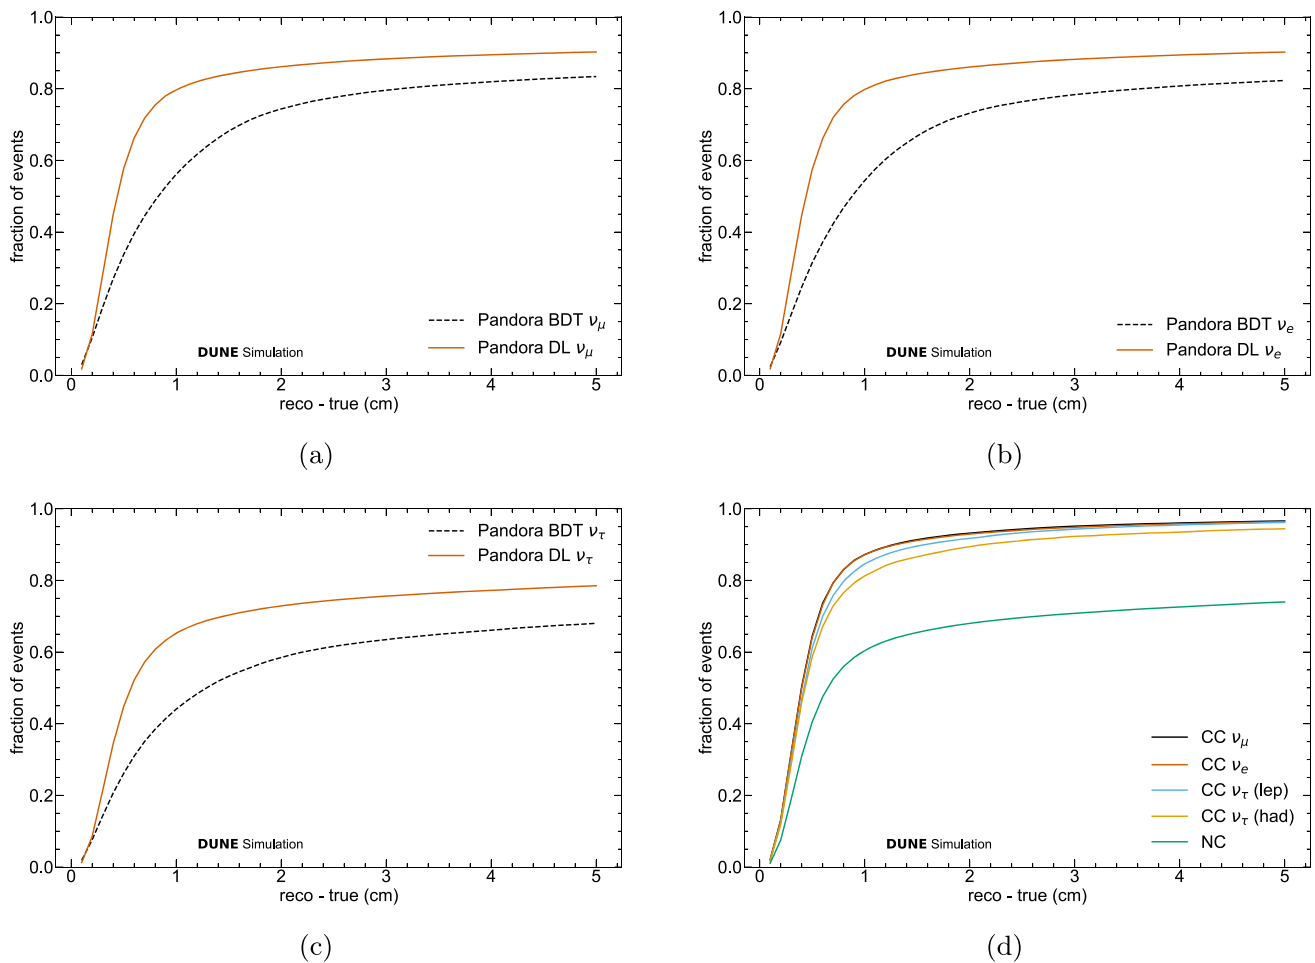 1.0
0.8
0.6
0.4
0.2
0.0
fraction of events
Pandora BDT νμ
Pandora DL νμ
DUNE Simulation
0 1 2 3 4 5
reco - true (cm)
(a)
1.0
0.8
0.6
0.4
0.2
0.0
fraction of events
Pandora BDT νe
Pandora DL νe
DUNE Simulation
0 1 2 3 4 5
reco - true (cm)
(b)
1.0
0.8
0.6
0.4
0.2
0.0
fraction of events
Pandora BDT ντ
Pandora DL ντ
DUNE Simulation
0 1 2 3 4 5
reco - true (cm)
(c)
1.0
0.8
0.6
0.4
0.2
0.0
fraction of events
CC νμ
CC νe
CC ντ (lep)
CC ντ (had)
NC
DUNE Simulation
0 1 2 3 4 5
reco - true (cm)
(d)